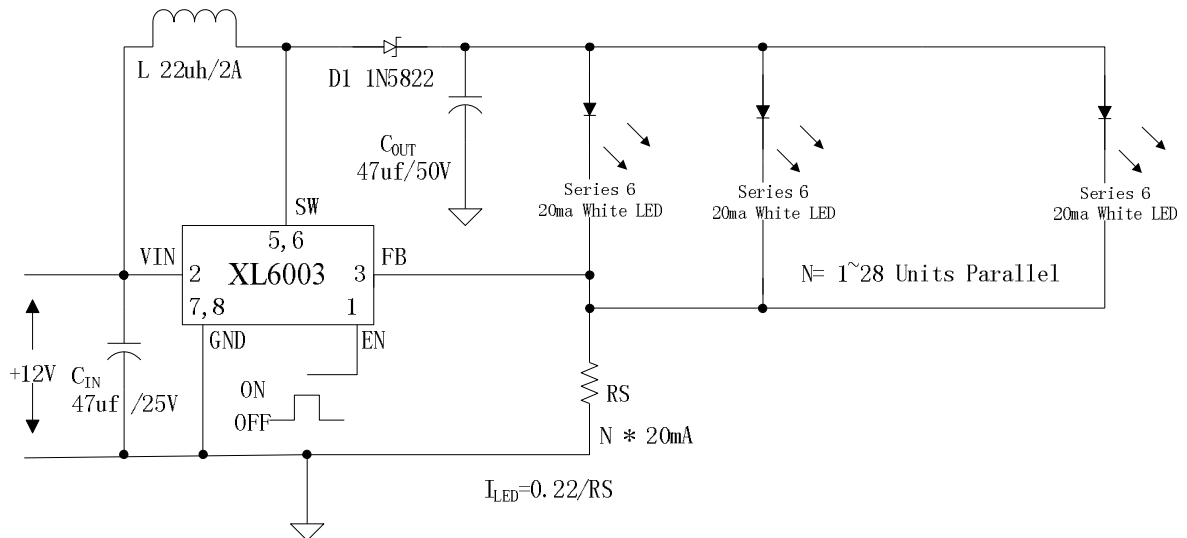 L 22uh/2A
D1 1N5822
COUT
47uf/50V
Series 6
20ma White LED
Series 6
20ma White LED
Series 6
20ma White LED
SW
5,6
VIN
2
XL6003
3
FB
7,8
1
GND
EN
N= 1~28 Units Parallel
+12V
CIN
47uf /25V
ON
OFF
RS
N * 20mA
ILED=0.22/RS